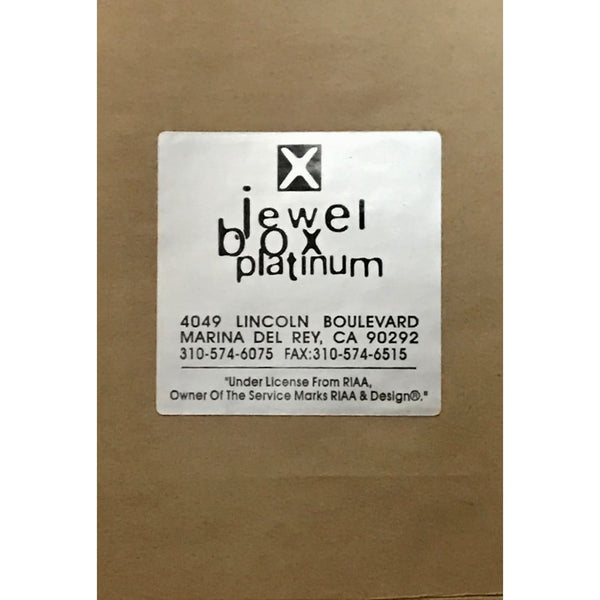 X
jewel
box
platinum
4049 LINCOLN BOULEVARD
MARINA DEL REY, CA 90292
310-574-6075 FAX:310-574-6515
"Under License From RIAA,
Owner Of The Service Marks RIAA & Design®."